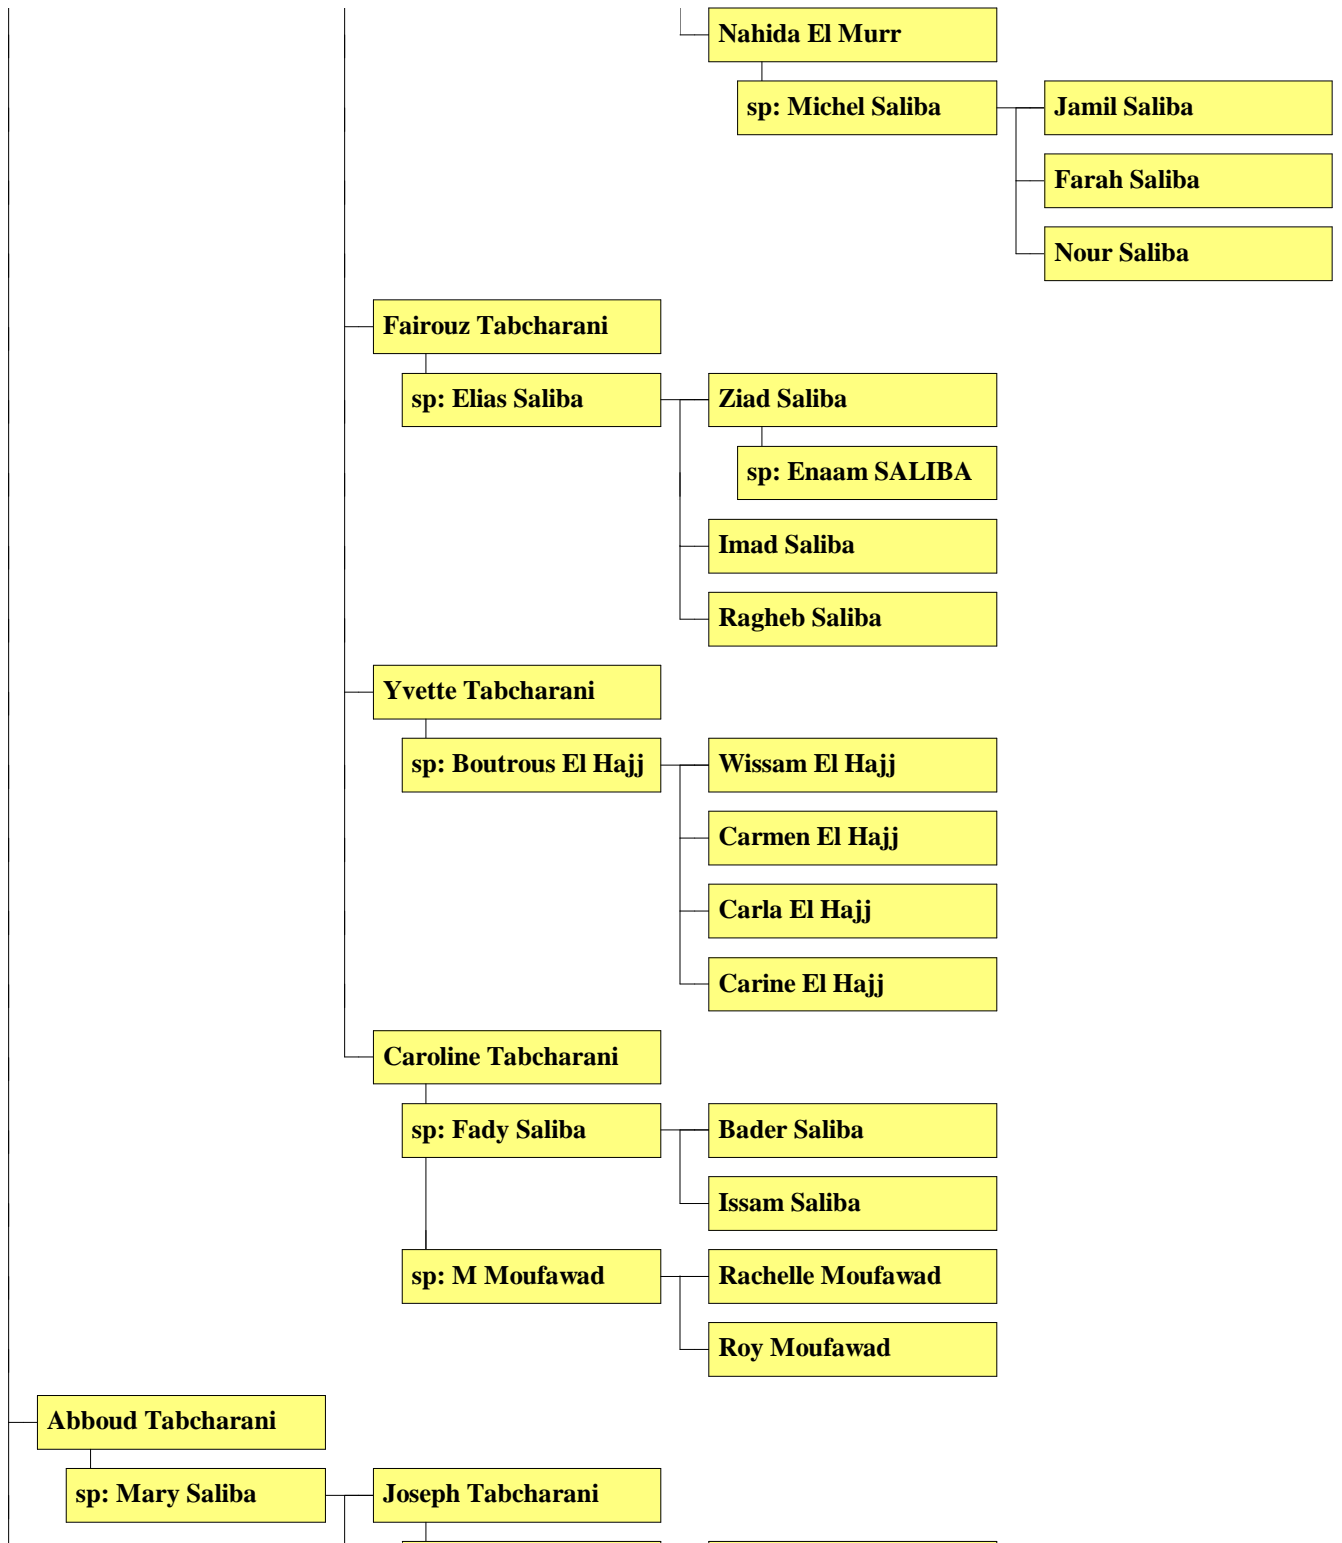 Nahida El Murr
sp: Michel Saliba
Jamil Saliba
Farah Saliba
Nour Saliba
Fairouz Tabcharani
sp: Elias Saliba
Ziad Saliba
sp: Enaam SALIBA
Imad Saliba
Ragheb Saliba
Yvette Tabcharani
sp: Boutrous El Hajj
Wissam El Hajj
Carmen El Hajj
Carla El Hajj
Carine El Hajj
Caroline Tabcharani
sp: Fady Saliba
Bader Saliba
Issam Saliba
sp: M Moufawad
Rachelle Moufawad
Roy Moufawad
Abboud Tabcharani
sp: Mary Saliba
Joseph Tabcharani